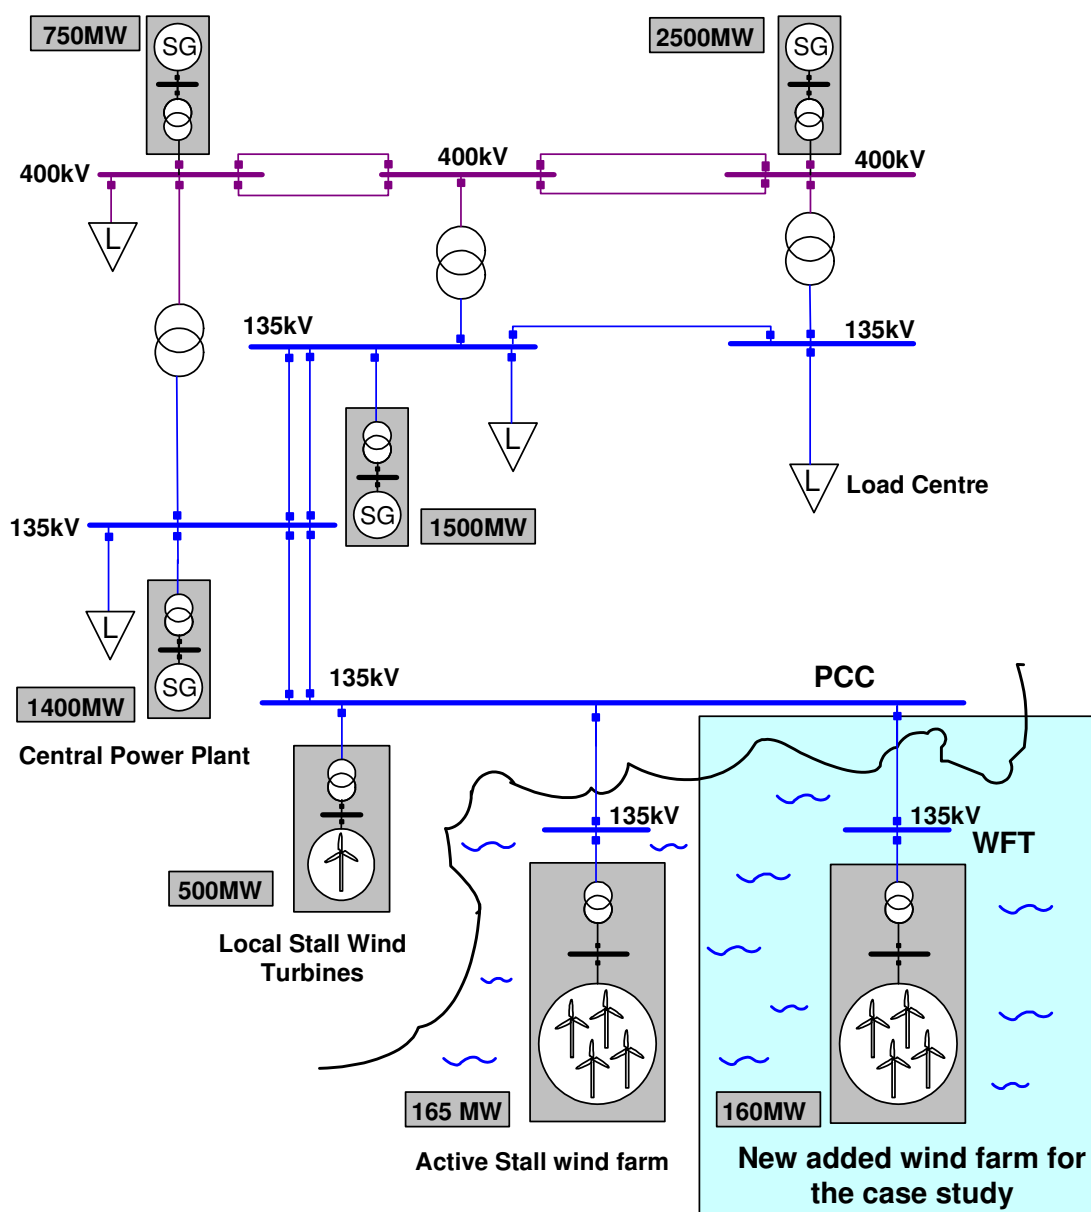 750MW
SG
2500MW
SG
400kV
400kV
400kV
L
135kV
135kV
L
L
Load Centre
SG
1500MW
135kV
L
SG
1400MW
Central Power Plant
135kV
PCC
500MW
Local Stall Wind
Turbines
135kV
135kV
WFT
165 MW
Active Stall wind farm
160MW
New added wind farm for
the case study